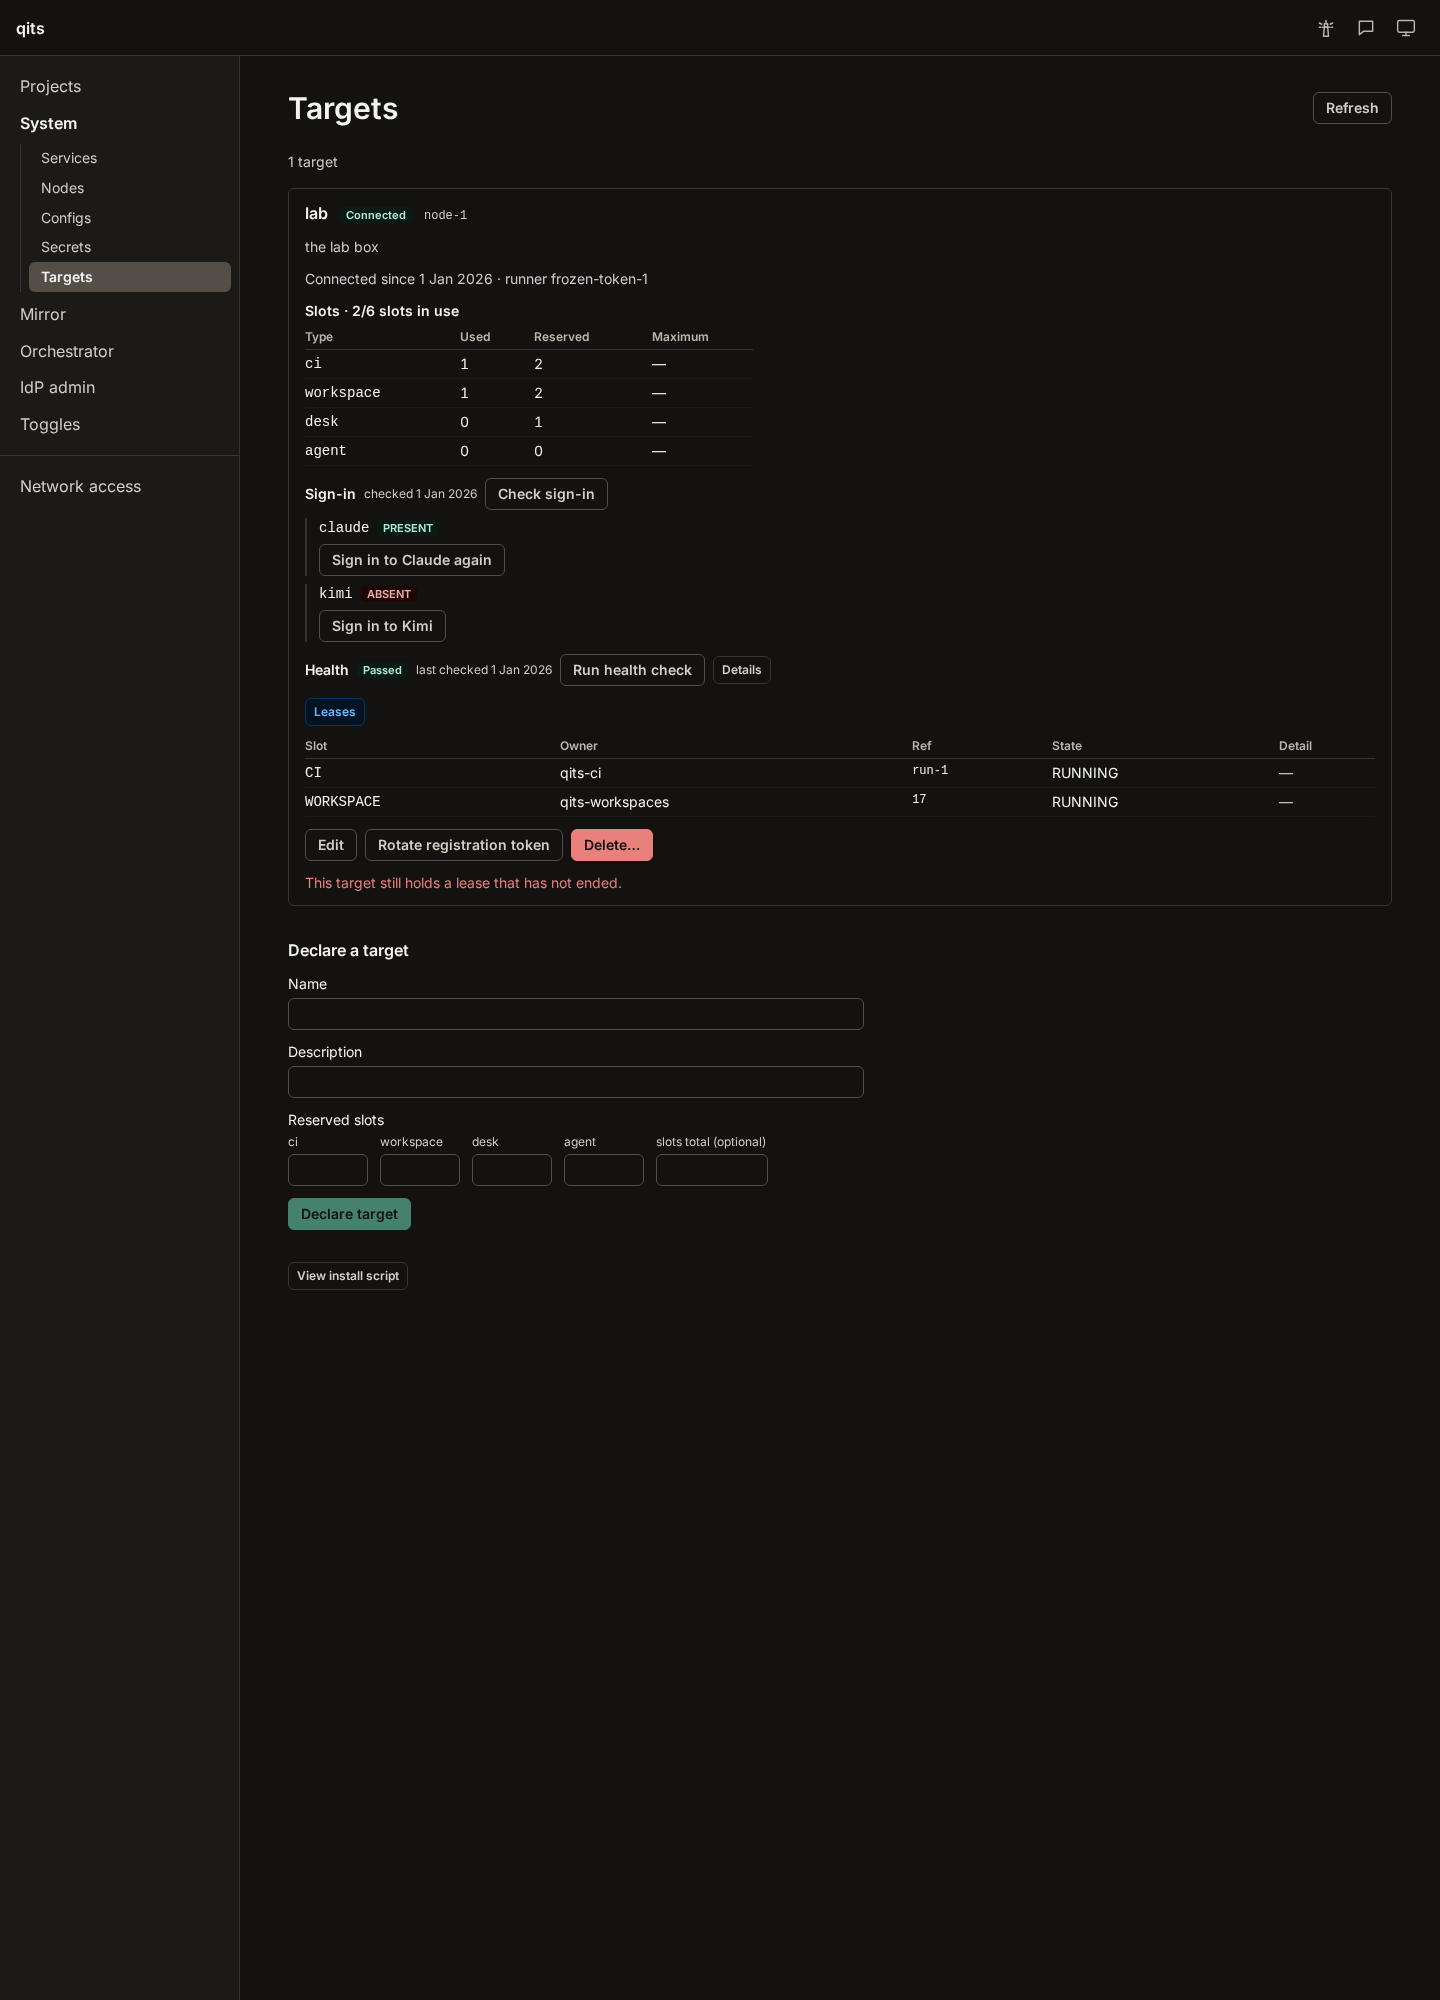 qits
Projects
System
Services
Nodes
Configs
Secrets
Targets
Mirror
Orchestrator
IdP admin
Toggles
Network access
Targets
Refresh
1 target
lab Connected node-1
the lab box
Connected since 1 Jan 2026 · runner frozen-token-1
Slots · 2/6 slots in use
Type Used Reserved Maximum
ci 1 2 —
workspace 1 2 —
desk 0 1 —
agent 0 0 —
Sign-in checked 1 Jan 2026 Check sign-in
claude PRESENT
Sign in to Claude again
kimi ABSENT
Sign in to Kimi
Health Passed last checked 1 Jan 2026 Run health check Details
Leases
Slot Owner Ref State Detail
CI qits-ci run-1 RUNNING —
WORKSPACE qits-workspaces 17 RUNNING —
Edit Rotate registration token Delete...
This target still holds a lease that has not ended.
Declare a target
Name
Description
Reserved slots
ci workspace desk agent slots total (optional)
Declare target
View install script